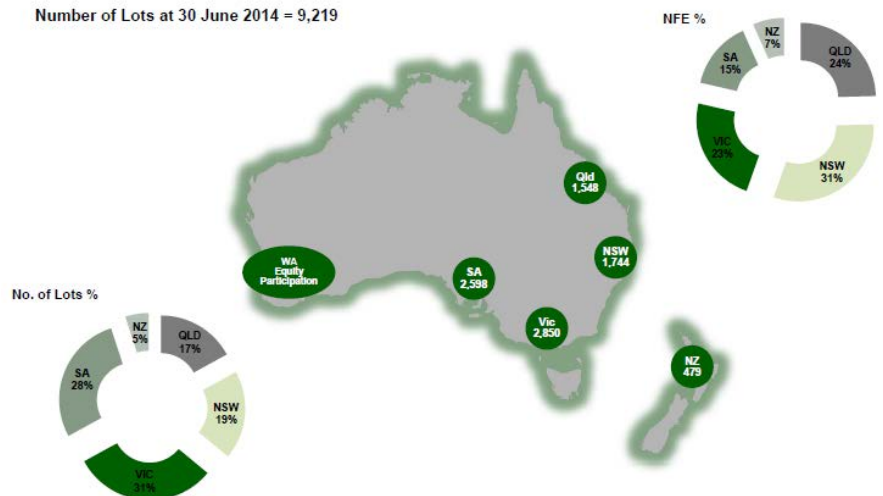 Number of Lots at 30 June 2014 = 9,219
NFE %
NZ
7%
QLD
24%
SA
15%
VIC
23%
NSW
31%
Qld
1,548
NSW
1,744
WA
Equity
Participation
SA
2,598
Vic
2,850
NZ
479
No. of Lots %
NZ
5%
QLD
17%
SA
28%
NSW
19%
VIC
31%